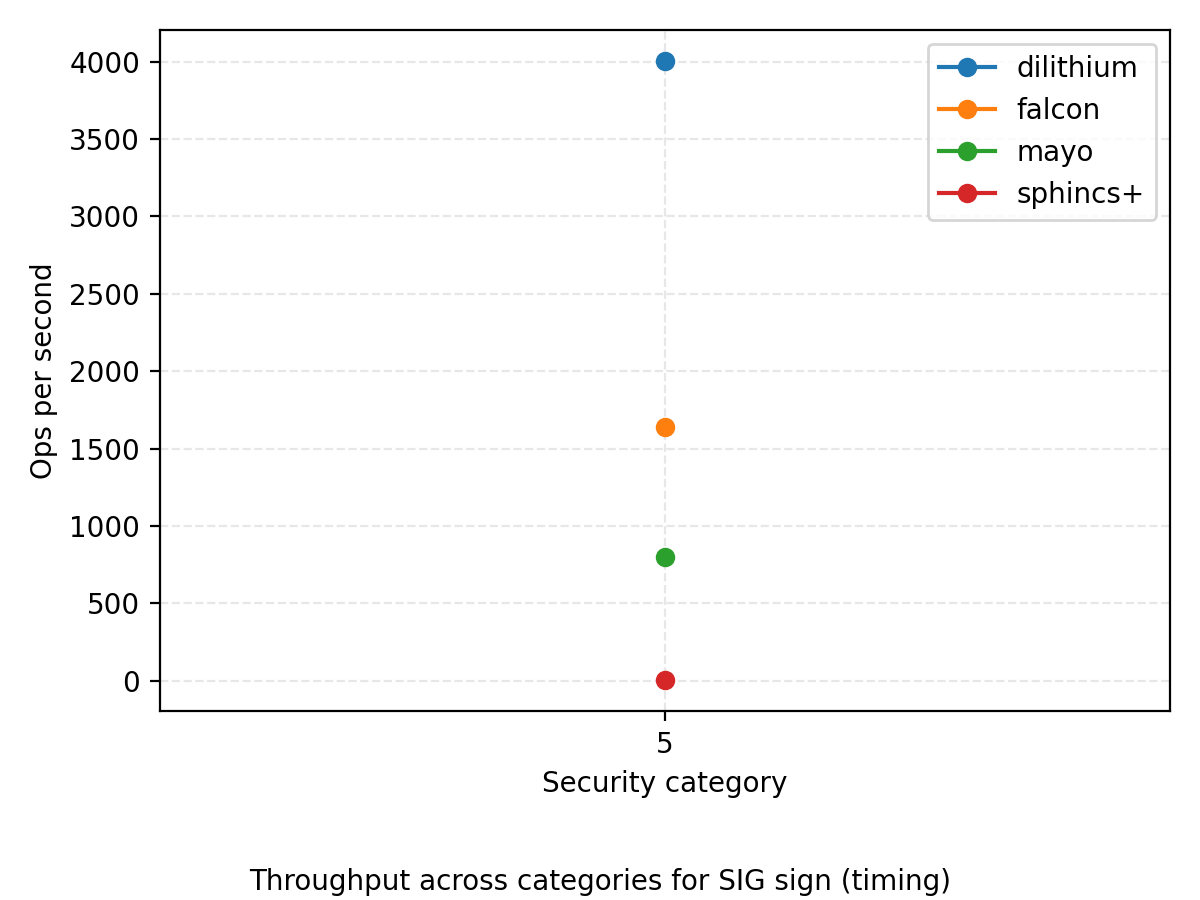 4000
3500
3000
2500
2000
1500
1000
500
0
Ops per second
dilithium
falcon
mayo
sphincs+
5
Security category
Throughput across categories for SIG sign (timing)